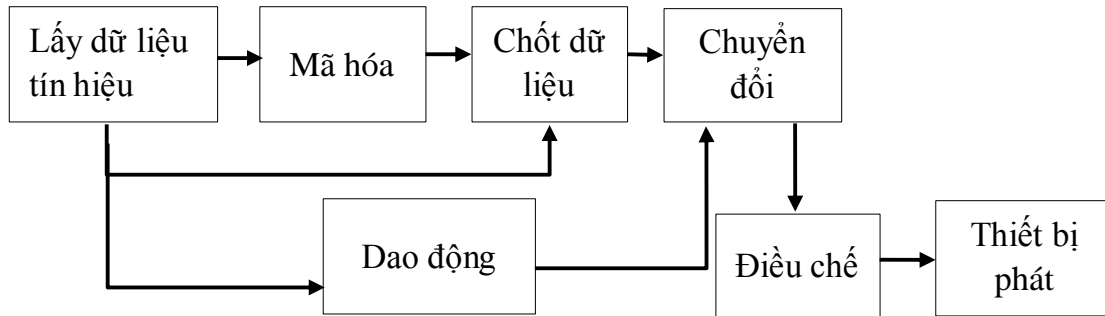 Lấy dữ liệu
tín hiệu
Mã hóa
Chốt dữ
liệu
Chuyển
đổi
Dao động
Điều chế
Thiết bị
phát